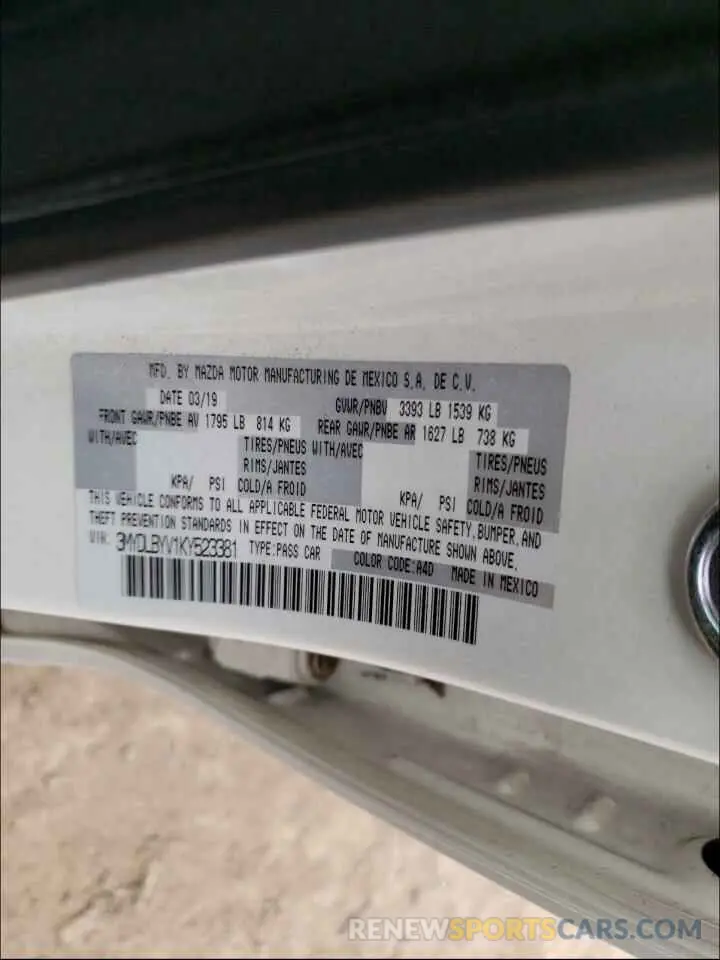 MFD. BY MAZDA MOTOR MANUFACTURING DE MEXICO S.A. DE C.V.
DATE 03/19 GVWR/PNBV 3393 LB 1539 KG
FRONT GAWR/PNBE AV 1795 LB 814 KG REAR GAWR/PNBE AR 1627 LB 738 KG
WITH/AVEC TIRES/PNEUS WITH/AVEC TIRES/PNEUS
RIMS/JANTES RIMS/JANTES
KPA/ PSI COLD/A FROID KPA/ PSI COLD/A FROID
THIS VEHICLE CONFORMS TO ALL APPLICABLE FEDERAL MOTOR VEHICLE SAFETY, BUMPER, AND
THEFT PREVENTION STANDARDS IN EFFECT ON THE DATE OF MANUFACTURE SHOWN ABOVE.
VIN: 3MYDLBYV1KY523381 TYPE:PASS CAR COLOR CODE:A4D MADE IN MEXICO
RENEWSPORTSCARS.COM